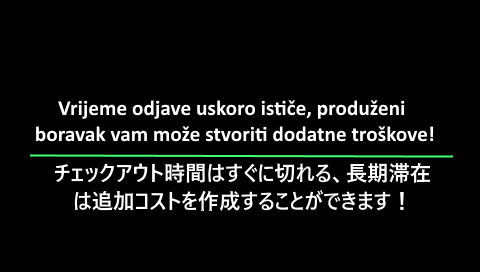 Vrijeme odjave uskoro ističe, produženi
boravak vam može stvoriti dodatne troškove!
チェックアウト時間はすぐに切れる、長期滞在
は追加コストを作成することができます！